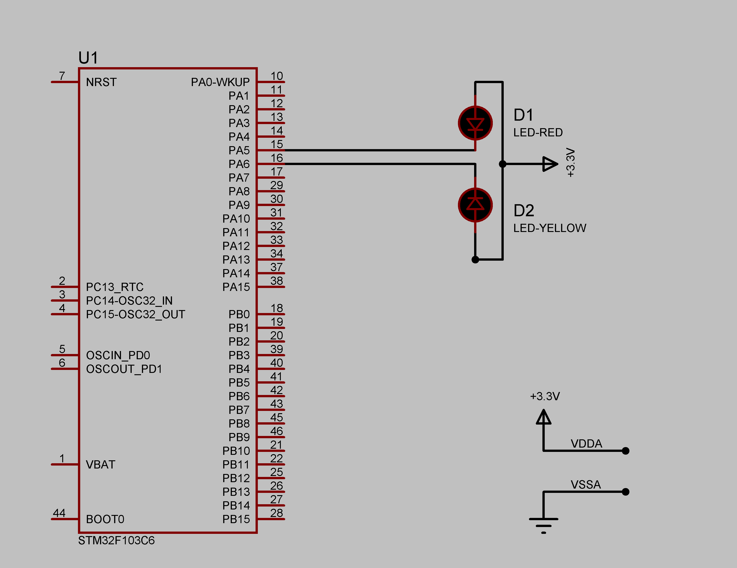 U1
7 NRST PA0-WKUP 10
PA1 11
PA2 12
PA3 13
PA4 14
PA5 15
PA6 16
PA7 17
PA8 29
PA9 30
PA10 31
PA11 32
PA12 33
PA13 34
PA14 37
2 PC13_RTC PA15 38
3 PC14-OSC32_IN
4 PC15-OSC32_OUT PB0 18
PB1 19
PB2 20
5 OSCIN_PD0 PB3 39
6 OSCOUT_PD1 PB4 40
PB5 41
PB6 42
PB7 43
PB8 45
PB9 46
PB10 21
1 VBAT PB11 22
PB12 25
PB13 26
PB14 27
44 BOOT0 PB15 28
STM32F103C6
D1
LED-RED
+3.3V
D2
LED-YELLOW
+3.3V
VDDA
VSSA